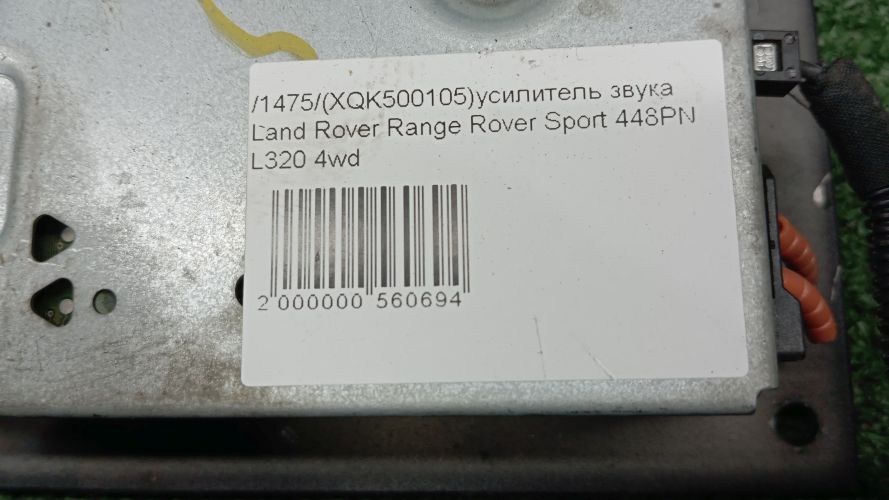 /1475/(XQK500105)усилитель звука
Land Rover Range Rover Sport 448PN
L320 4wd
2 000000 560694